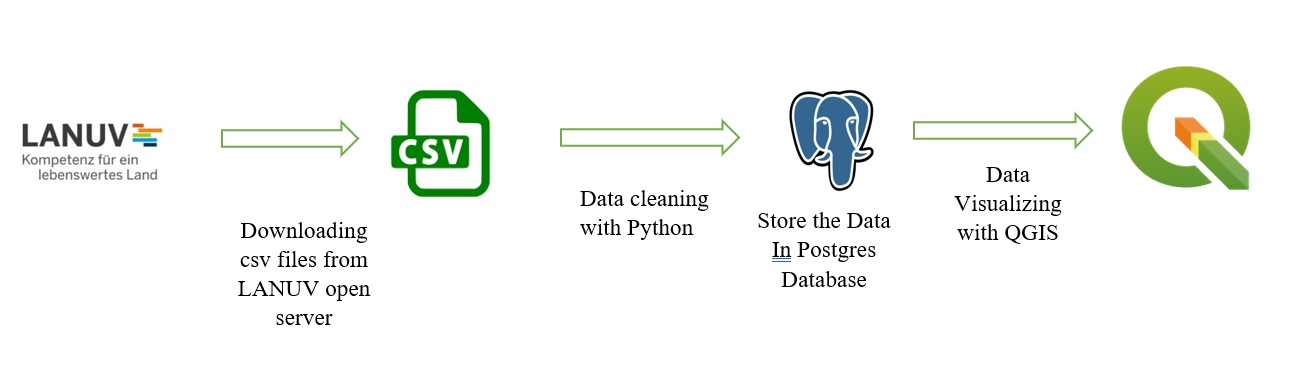 LANUV
Kompetenz für ein
lebenswertes Land
Downloading
csv files from
LANUV open
server
CSV
Data cleaning
with Python
Store the Data
In Postgres
Database
Data
Visualizing
with QGIS